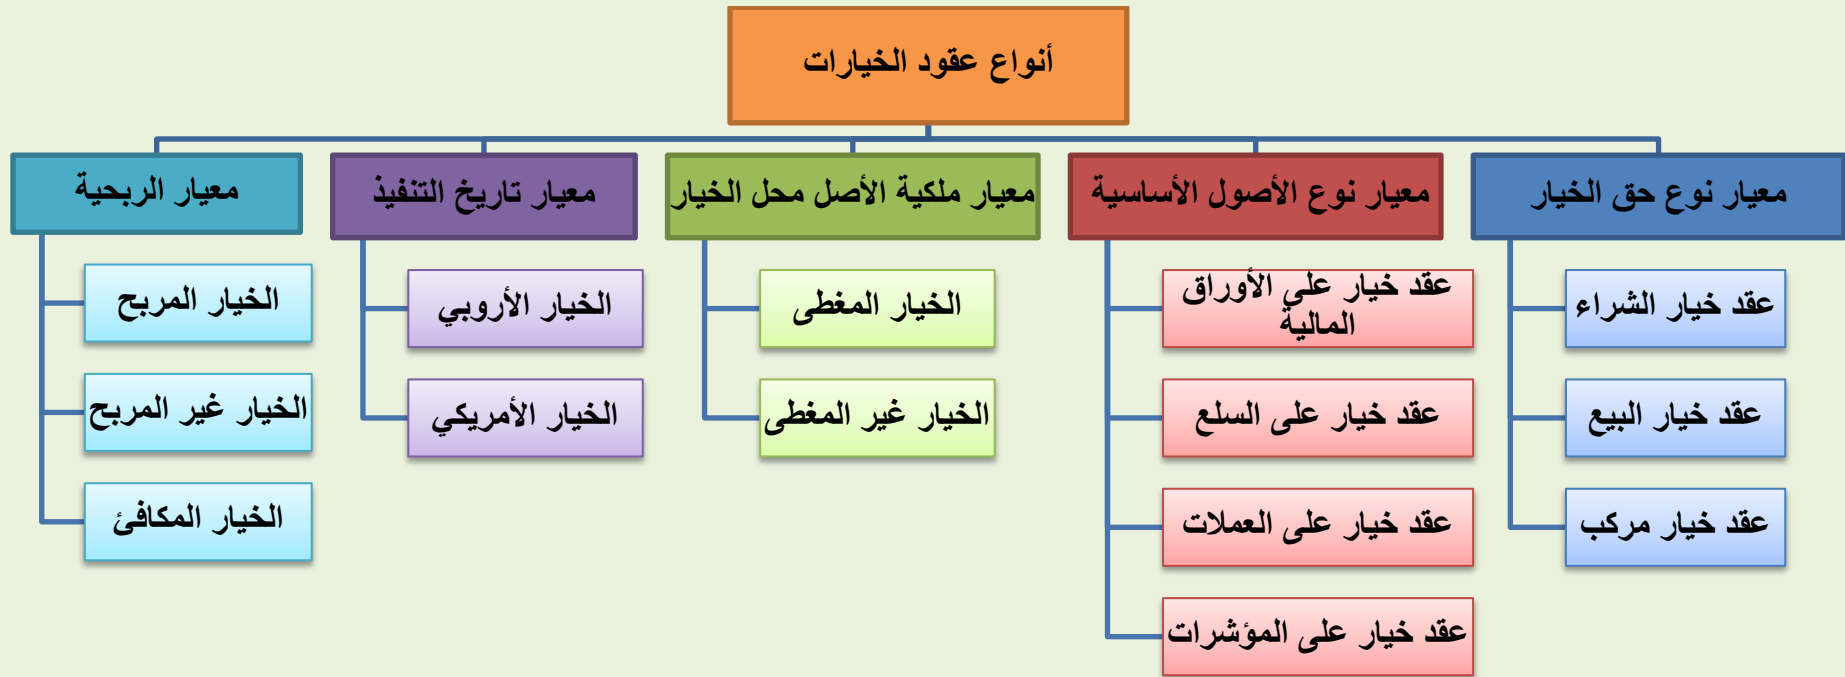 أنواع عقود الخيارات
معيار نوع حق الخيار
عقد خيار الشراء
عقد خيار البيع
عقد خيار مركب
معيار نوع الأصول الأساسية
عقد خيار على الأوراق
المالية
عقد خيار على السلع
عقد خيار على العملات
عقد خيار على المؤشرات
معيار ملكية الأصل محل الخيار
الخيار المغطى
الخيار غير المغطى
معيار تاريخ التنفيذ
الخيار الأروبي
الخيار الأمريكي
معيار الربحية
الخيار المربح
الخيار غير المربح
الخيار المكافئ